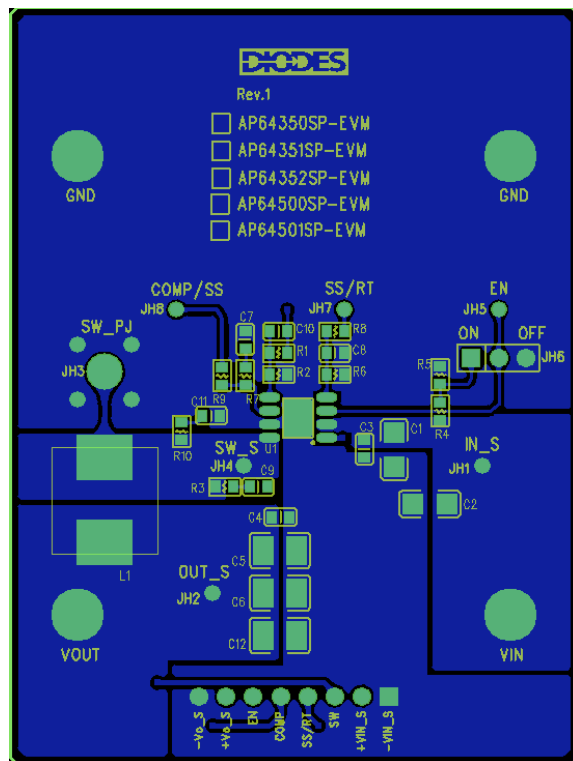 DIODES
Rev.1
AP64350SP-EVM
AP64351SP-EVM
AP64352SP-EVM
AP64500SP-EVM
AP64501SP-EVM
GND
GND
COMP/SS
SS/RT
EN
JH8
JH7
JH5
SW_PJ
C7
C10
R8
ON
OFF
JH6
R1
C8
JH3
R2
R6
R5
R9
R7
C11
R4
R10
U1
C3
C1
SW_S
JH4
IN_S
JH1
R3
C9
C2
C4
C5
L1
OUT_S
JH2
C6
C12
VOUT
VIN
-Vo_S
+Vo_S
EN
COMP
SS/RT
SW
+VIN_S
-VIN_S